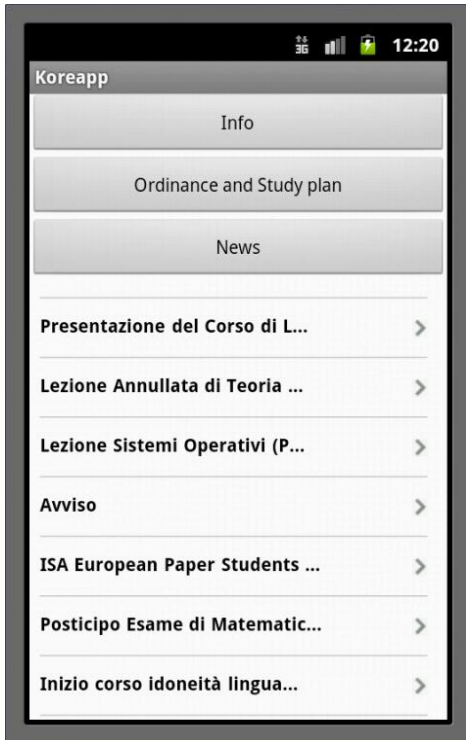 3G 12:20
Koreapp
Info
Ordinance and Study plan
News
Presentazione del Corso di L...
Lezione Annullata di Teoria ...
Lezione Sistemi Operativi (P...
Avviso
ISA European Paper Students ...
Posticipo Esame di Matematic...
Inizio corso idoneità lingua...